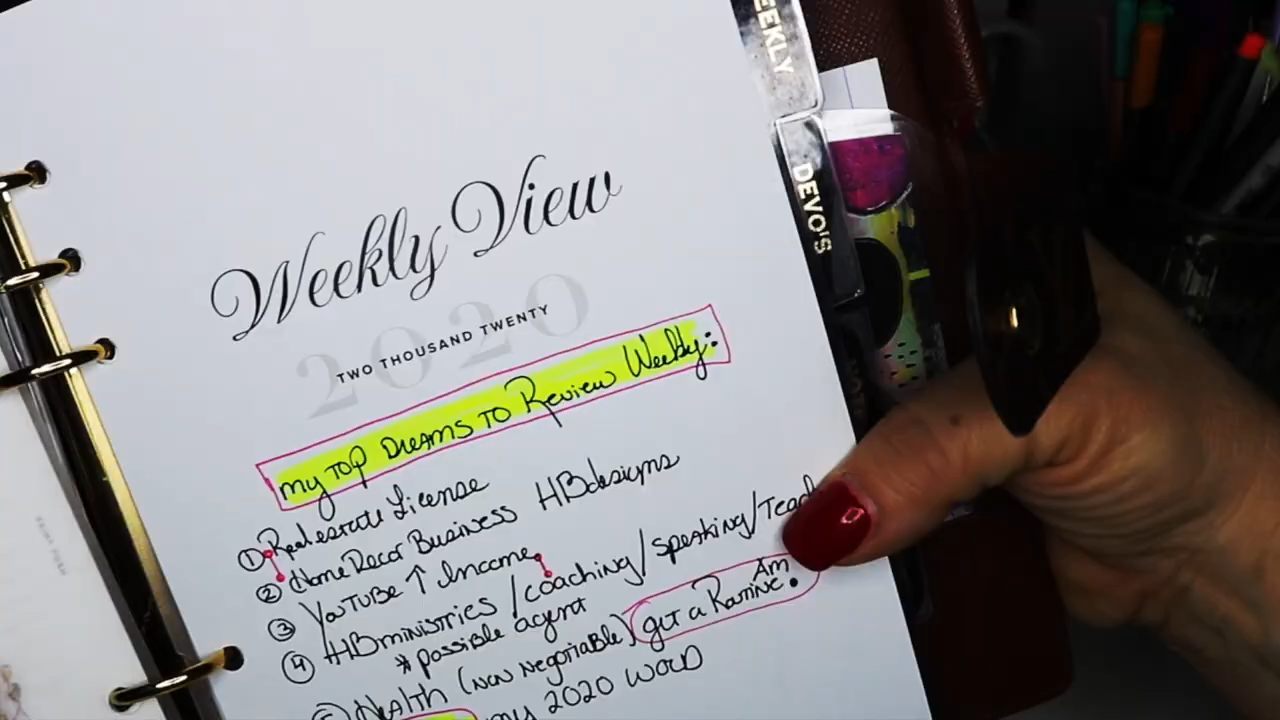 WEEKLY
DEVO'S
Weekly View
2020
TWO THOUSAND TWENTY
my TOP DREAMS TO Review Weekly:
① Real estate License
② Home Decor Business HBdesigns
③ YouTUBE ↑ Income
④ HBministries / coaching / speaking / Teach
* possible agent
⑤ HEALTH (non negotiable) get a Routine. Am
my 2020 WORD